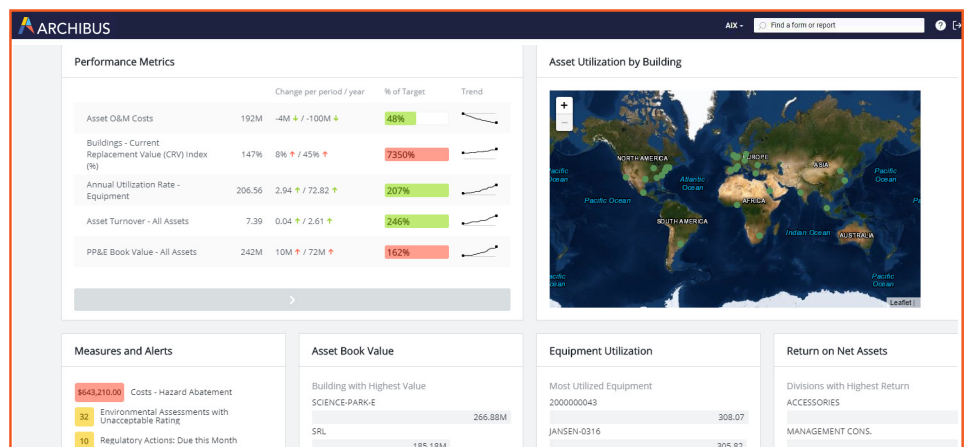 ARCHIBUS
AIX
Find a form or report
?
Performance Metrics
Change per period / year % of Target Trend
Asset O&M Costs 192M -4M ↓ / -100M ↓ 48%
Buildings - Current
Replacement Value (CRV) Index
(%)
147% 8% ↑ / 45% ↑ 7350%
Annual Utilization Rate -
Equipment
206.56 2.94 ↑ / 72.82 ↑ 207%
Asset Turnover - All Assets 7.39 0.04 ↑ / 2.61 ↑ 246%
PP&E Book Value - All Assets 242M 10M ↑ / 72M ↑ 162%
Asset Utilization by Building
+
−
NORTH AMERICA
EUROPE
ASIA
Pacific
Ocean
Atlantic
Ocean
Pacific
Ocean
Pacific Ocean
AFRICA
SOUTH AMERICA
Indian Ocean
AUSTRALIA
Pacific
Ocean
Leaflet |
Measures and Alerts
$643,210.00 Costs - Hazard Abatement
32 Environmental Assessments with
Unacceptable Rating
10 Regulatory Actions: Due this Month
Asset Book Value
Building with Highest Value
SCIENCE-PARK-E
266.88M
SRL
185.18M
Equipment Utilization
Most Utilized Equipment
2000000043
308.07
JANSEN-0316
305.82
Return on Net Assets
Divisions with Highest Return
ACCESSORIES
MANAGEMENT CONS.